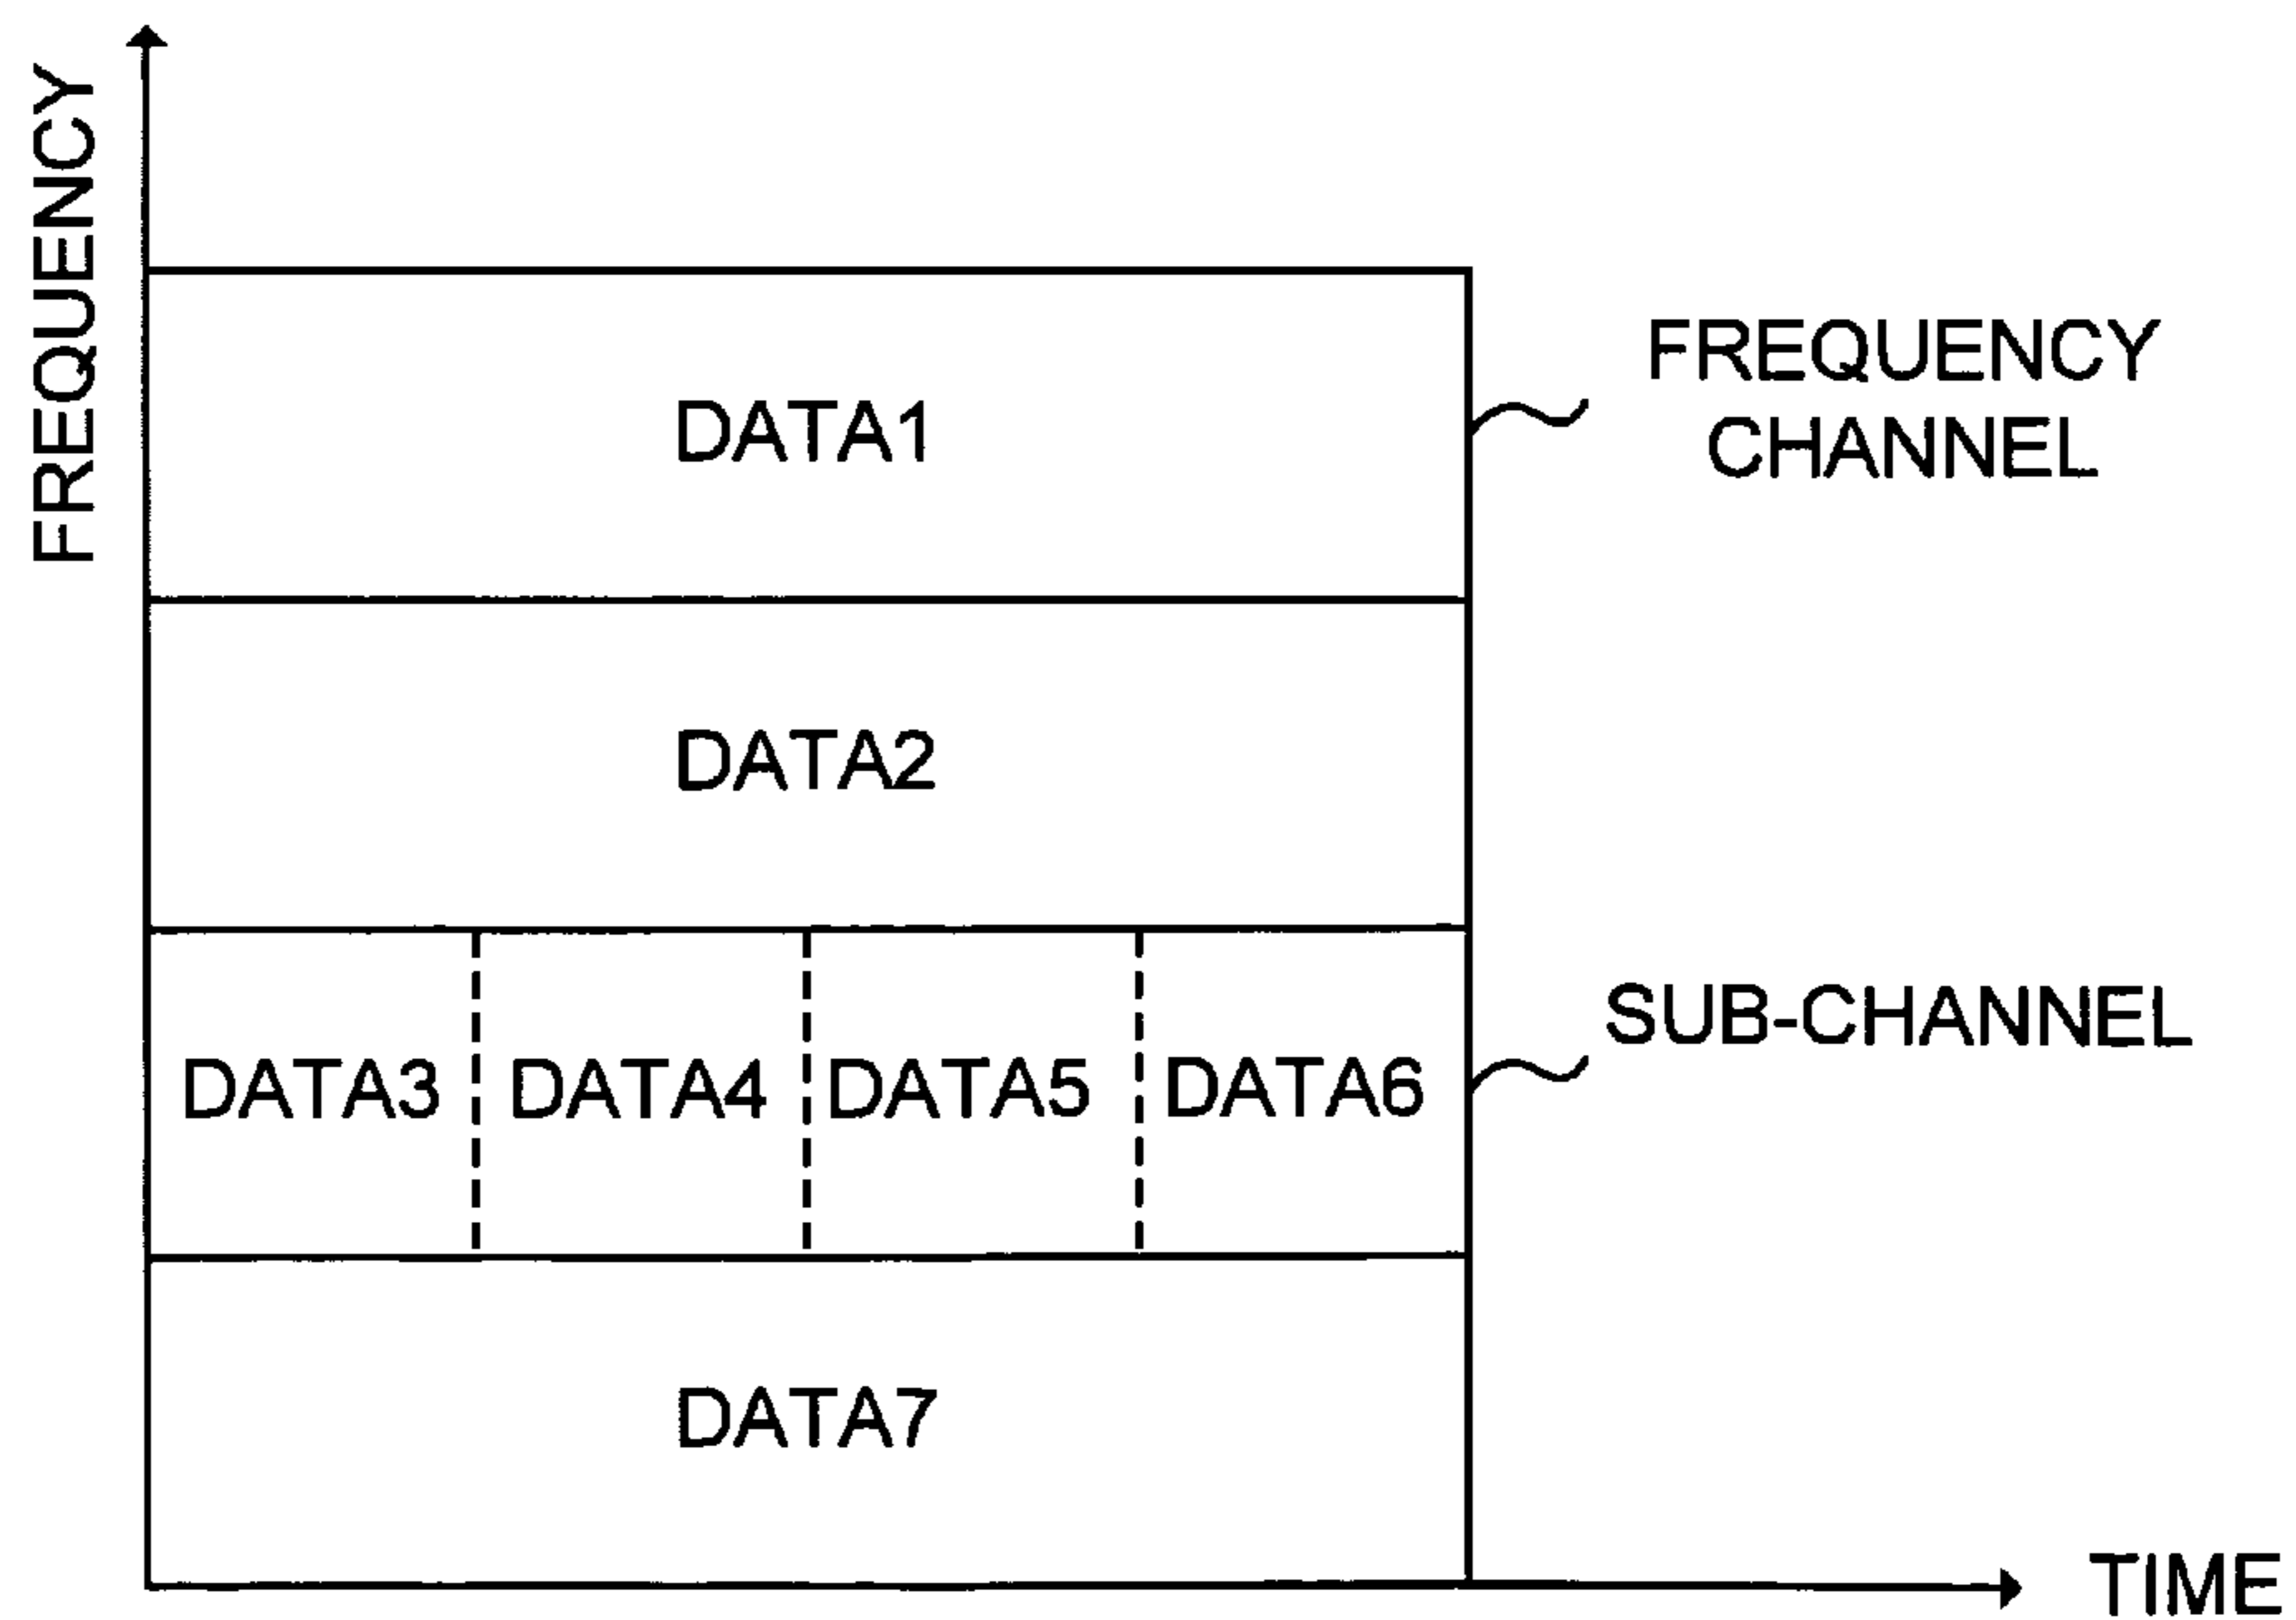 FREQUENCY
DATA1
FREQUENCY
CHANNEL
DATA2
DATA3 DATA4 DATA5 DATA6
SUB-CHANNEL
DATA7
TIME